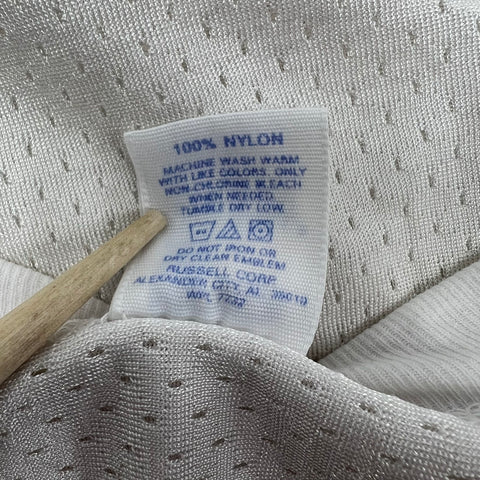 100% NYLON
MACHINE WASH WARM
WITH LIKE COLORS. ONLY
NON-CHLORINE BLEACH
WHEN NEEDED.
TUMBLE DRY LOW.
DO NOT IRON OR
DRY CLEAN EMBLEM
RUSSELL CORP.
ALEXANDER CITY, AL 35010